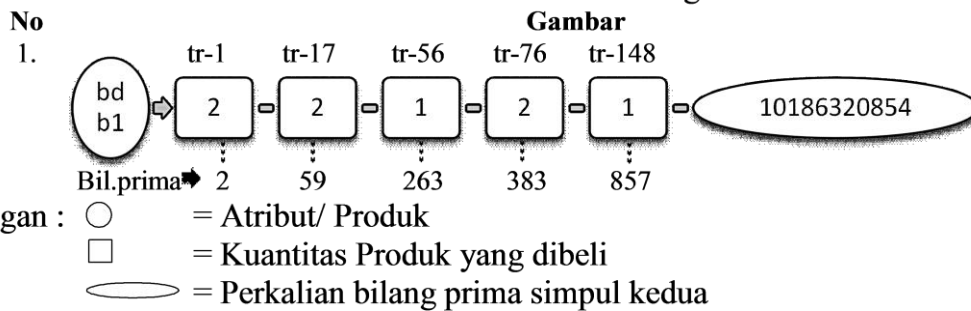 No Gambar
1. tr-1 tr-17 tr-56 tr-76 tr-148
bd
b1 2 2 1 2 1 10186320854
Bil.prima 2 59 263 383 857
gan : = Atribut/ Produk
= Kuantitas Produk yang dibeli
= Perkalian bilang prima simpul kedua